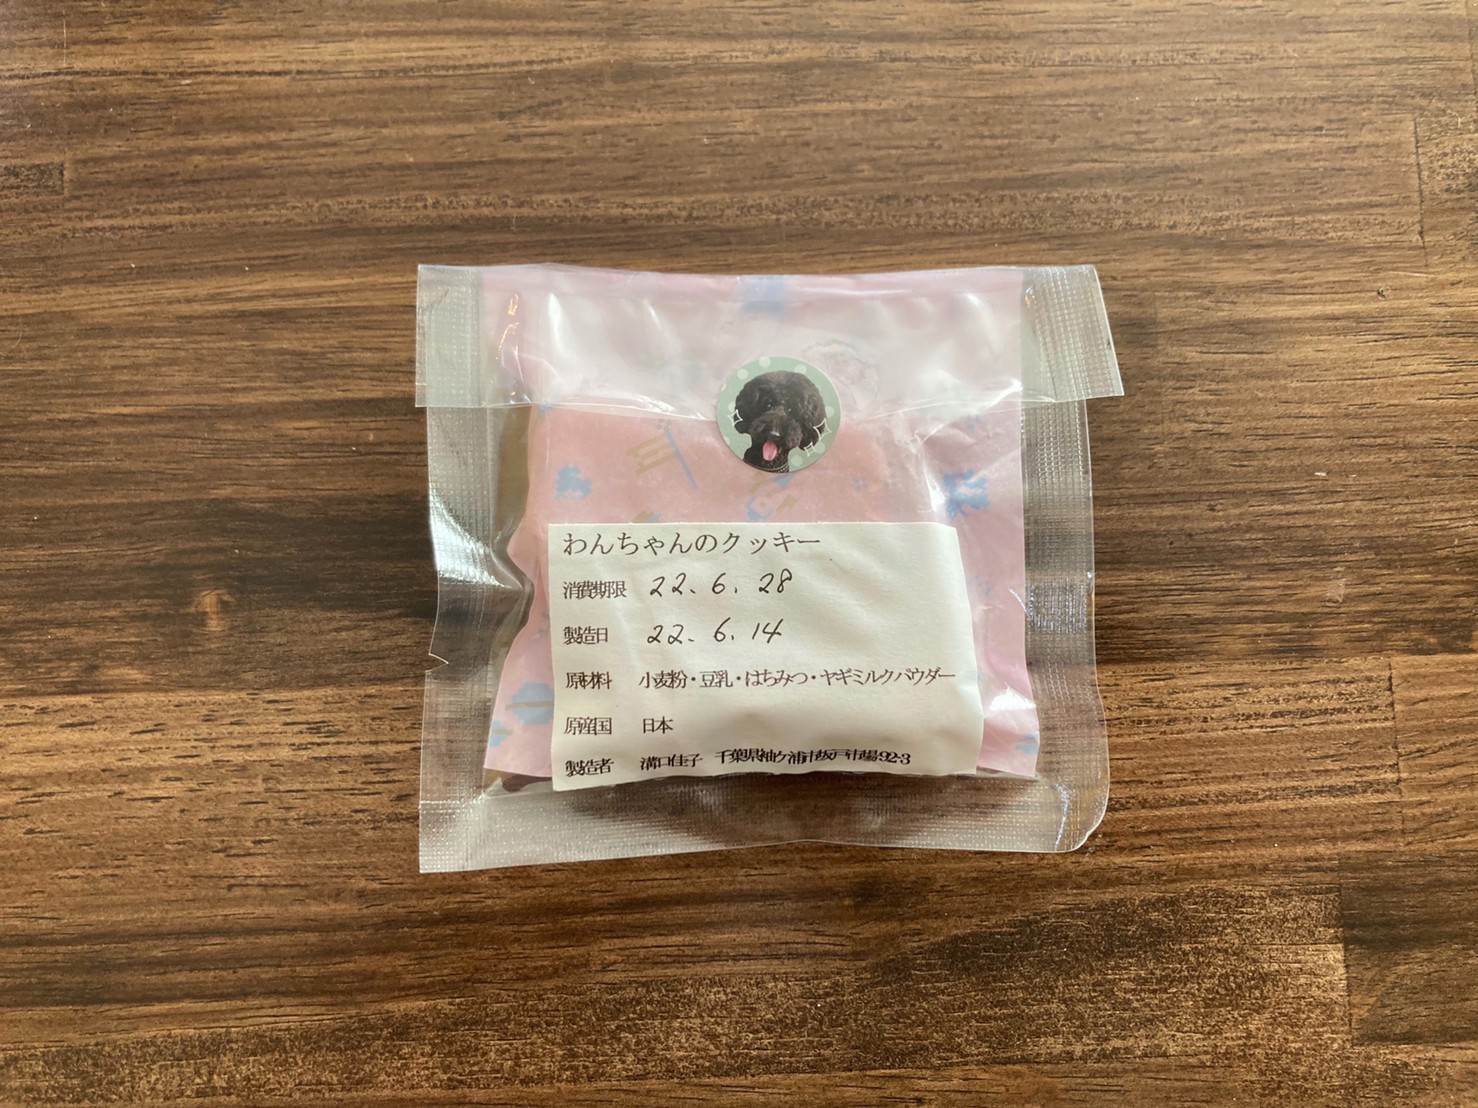 わんちゃんのクッキー
消費期限 22.6.28
製造日 22.6.14
原材料 小麦粉・豆乳・はちみつ・ヤギミルクパウダー
原産国 日本
製造者 溝口佳子 千葉県袖ケ浦市坂戸市場92-3